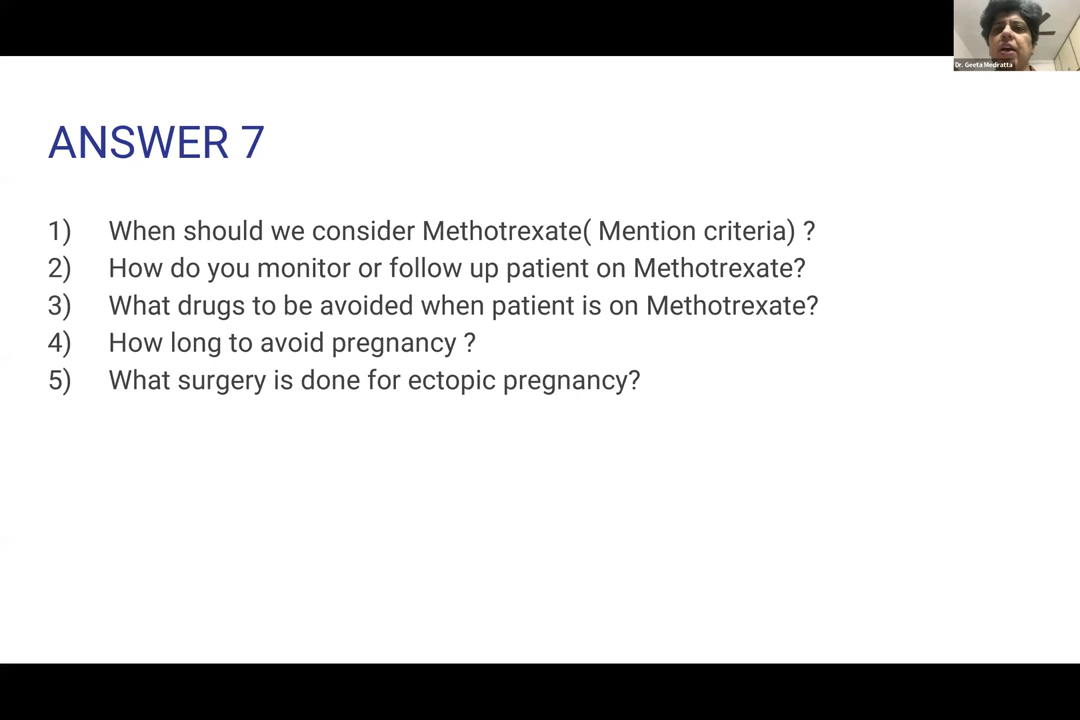 Dr. Geeta Mediratta
ANSWER 7
1) When should we consider Methotrexate( Mention criteria) ?
2) How do you monitor or follow up patient on Methotrexate?
3) What drugs to be avoided when patient is on Methotrexate?
4) How long to avoid pregnancy ?
5) What surgery is done for ectopic pregnancy?